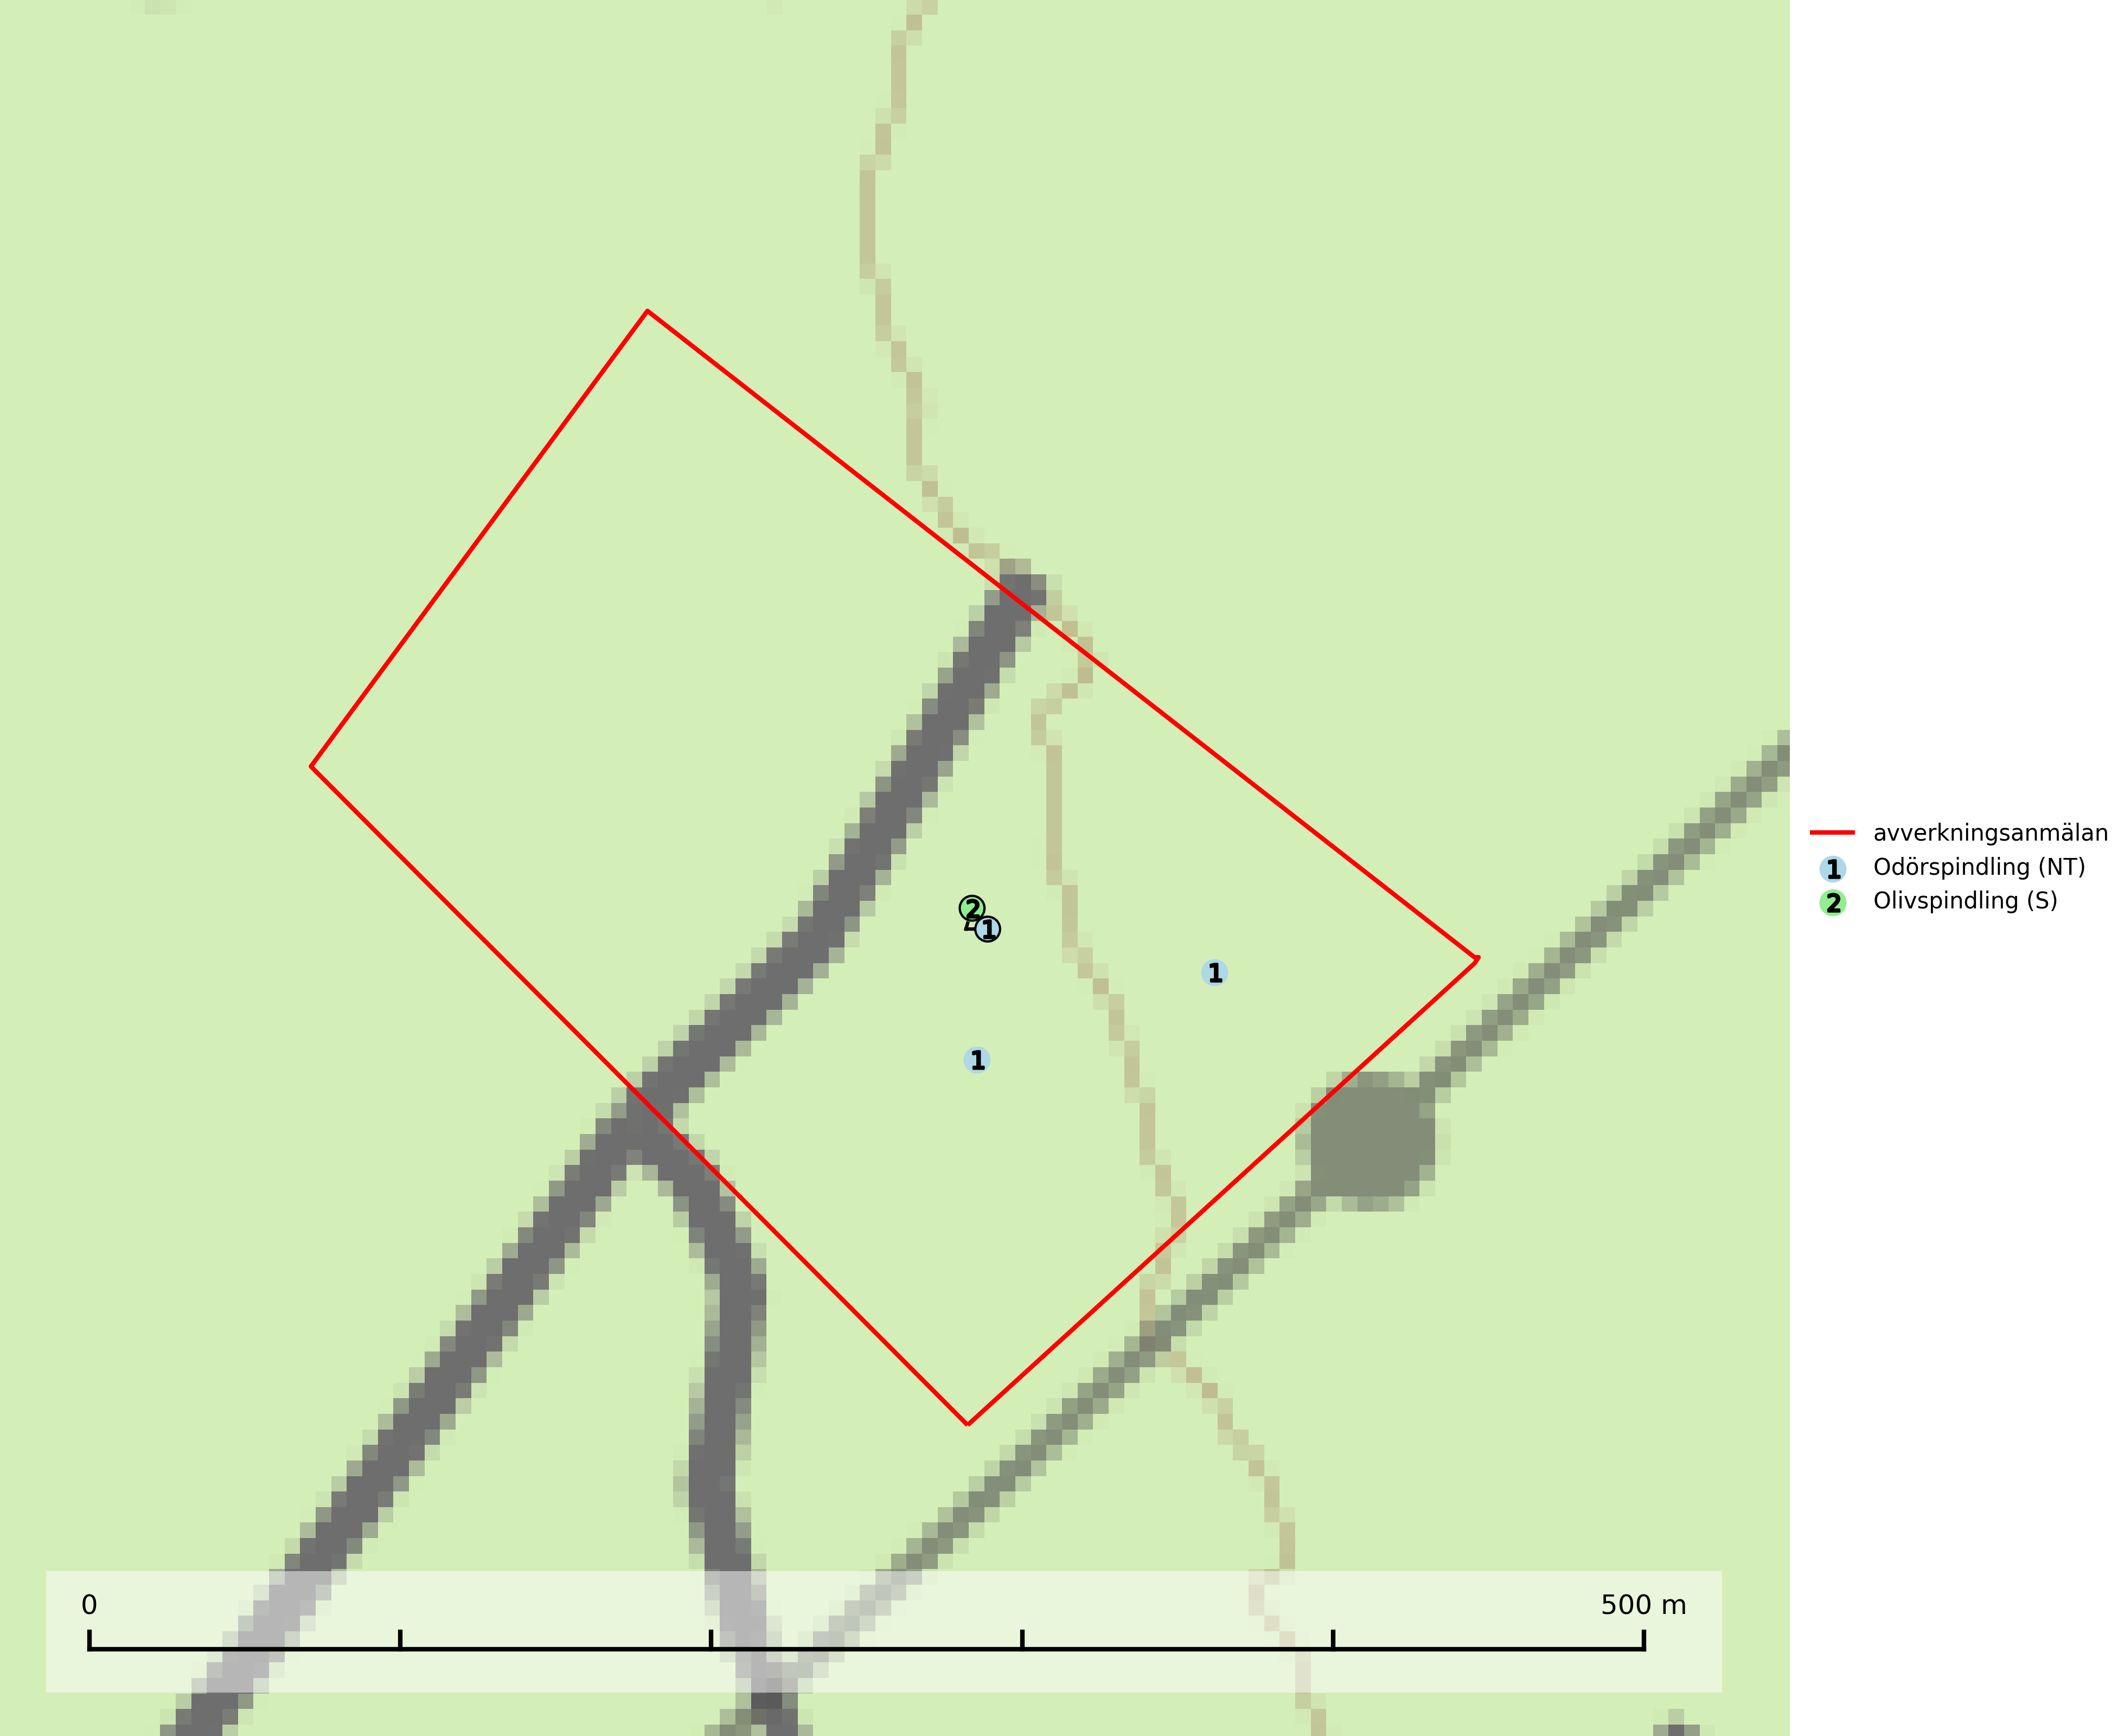 2
1
1
1
avverkningsanmälan
1 Odörspindling (NT)
2 Olivspindling (S)
0 500 m